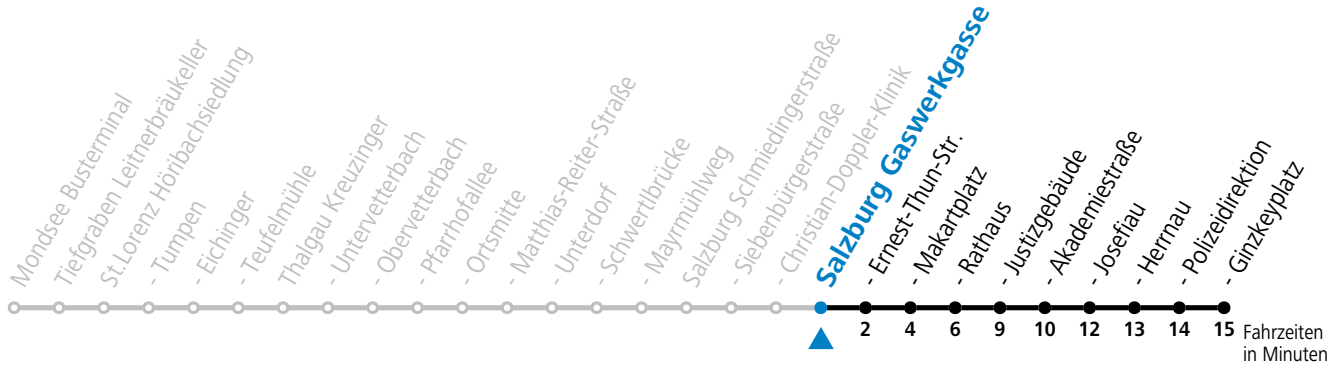 Mondsee Busterminal
Tiefgraben Leitnerbräukeller
St.Lorenz Höribachsiedlung
- Tumpen
- Eichinger
- Teufelmühle
Thalgau Kreuzinger
- Untervetterbach
- Obervetterbach
- Pfarrhofallee
- Ortsmitte
- Matthias-Reiter-Straße
- Unterdorf
- Schwertlbrücke
- Mayrmühlweg
Salzburg Schmiedingerstraße
- Siebenbürgerstraße
- Christian-Doppler-Klinik
Salzburg Gaswerkgasse
- Ernest-Thun-Str.
- Makartplatz
- Rathaus
- Justizgebäude
- Akademiestraße
- Josefiau
- Herrnau
- Polizeidirektion
- Ginzkeyplatz
2 4 6 9 10 12 13 14 15 Fahrzeiten
in Minuten